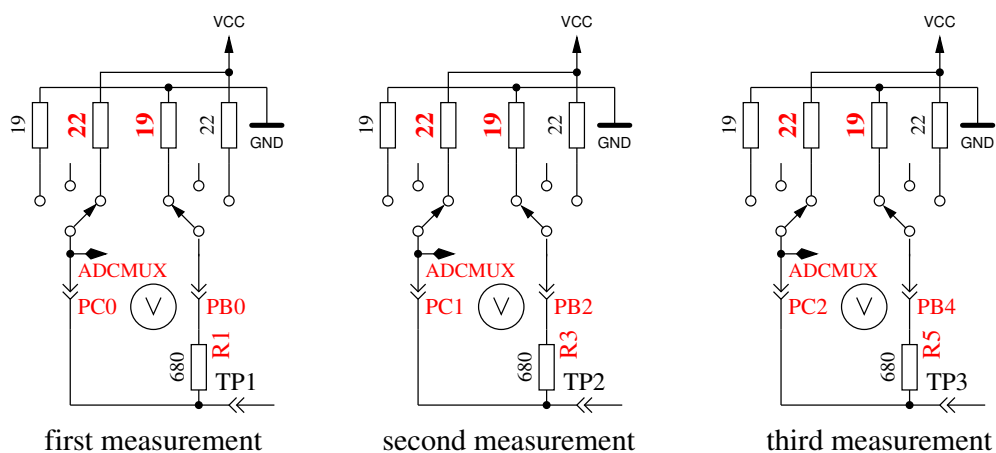 VCC
19
22
19
22
GND
ADCMUX
PC0
V
PB0
R1
680
TP1
first measurement
VCC
19
22
19
22
GND
ADCMUX
PC1
V
PB2
R3
680
TP2
second measurement
VCC
19
22
19
22
GND
ADCMUX
PC2
V
PB4
R5
680
TP3
third measurement